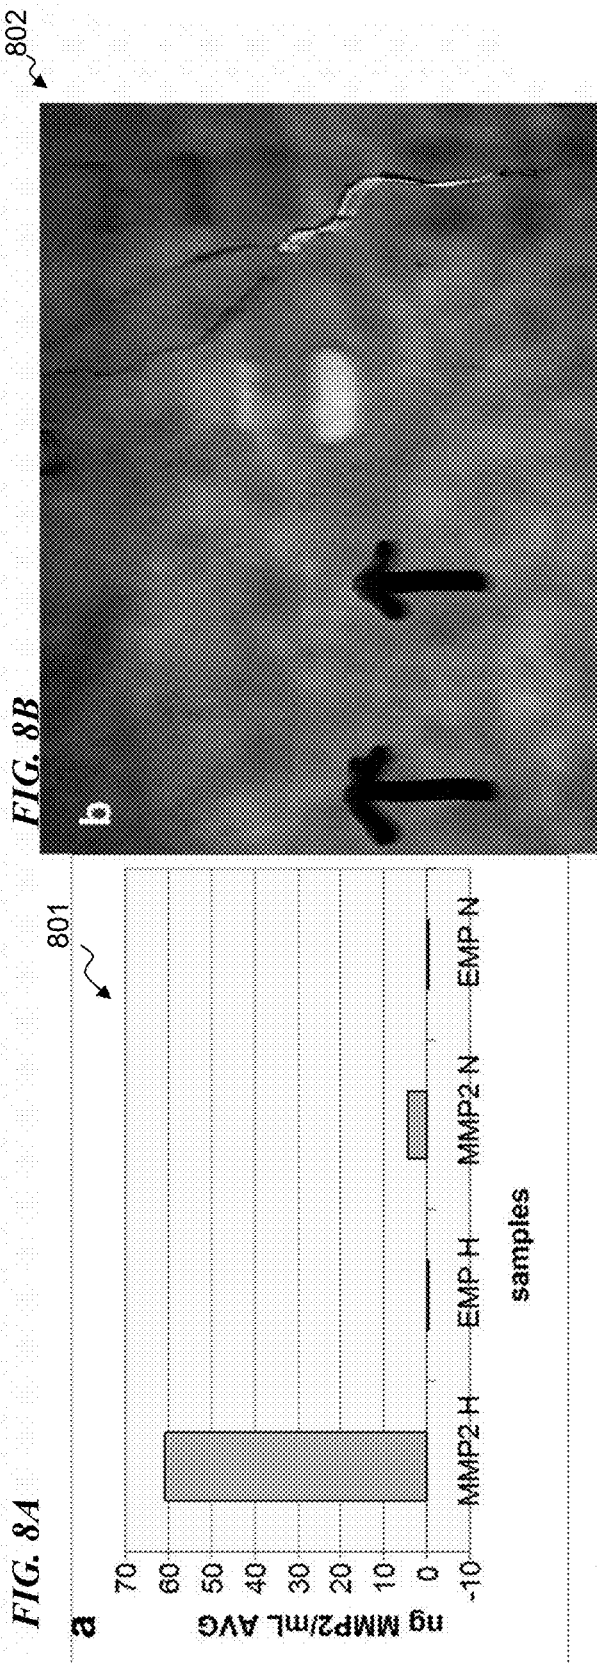 FIG. 8A
a
801
ng MMP2/mL AVG
70
60
50
40
30
20
10
0
-10
MMP2 H
EMP H
MMP2 N
EMP N
samples
FIG. 8B
802
b